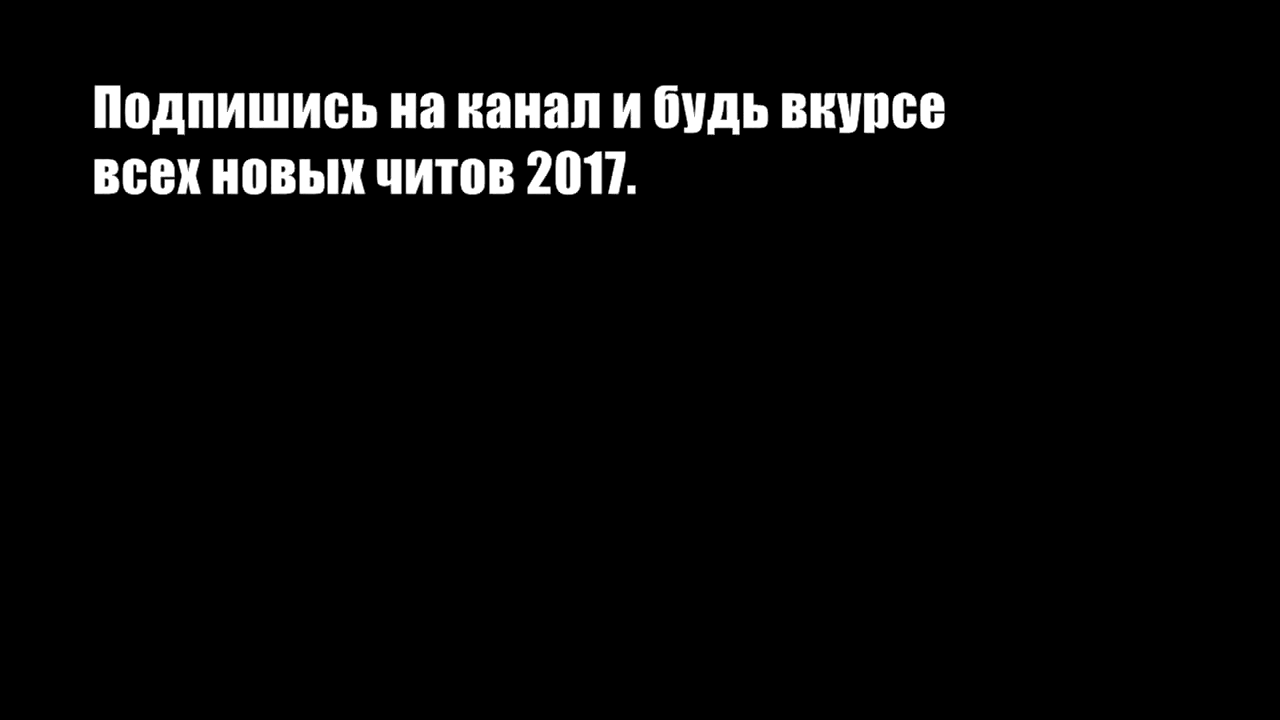 Подпишись на канал и будь вкурсе
всех новых читов 2017.